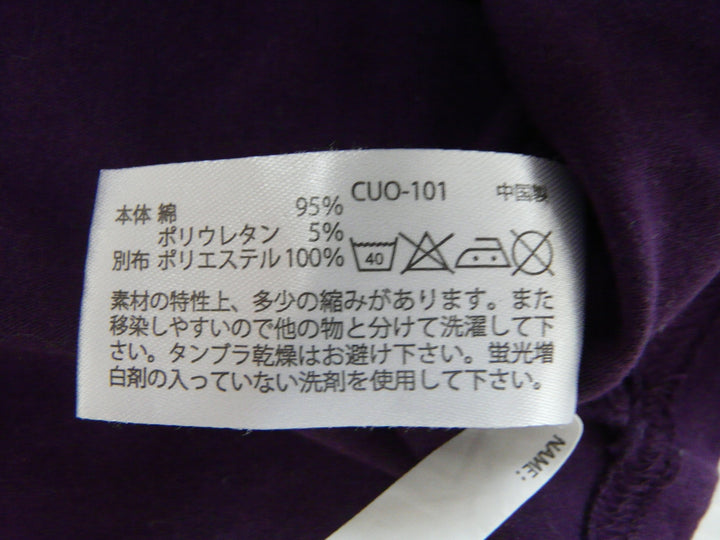 CUO-101 中国製
本体 綿 95%
ポリウレタン 5%
別布 ポリエステル 100%
40
素材の特性上、多少の縮みがあります。また
移染しやすいので他の物と分けて洗濯して下
さい。タンブラ乾燥はお避け下さい。蛍光増
白剤の入っていない洗剤を使用して下さい。
NAME: